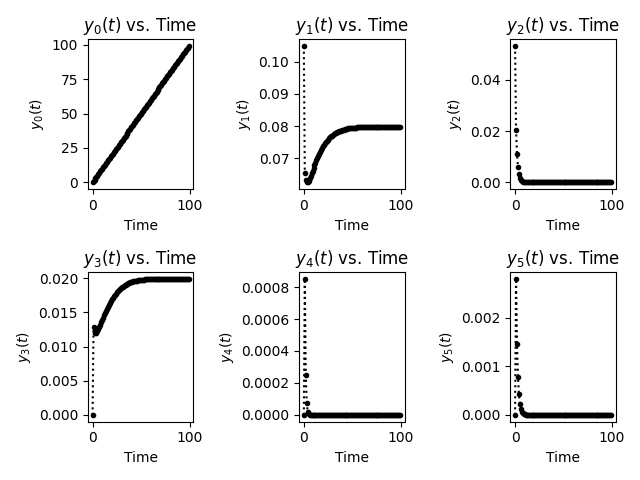 y₀(t) vs. Time
y₁(t) vs. Time
y₂(t) vs. Time
100
75
50
25
0
y₀(t)
0 100
Time
0.10
0.09
0.08
0.07
y₁(t)
0 100
Time
0.04
0.02
0.00
y₂(t)
0 100
Time
y₃(t) vs. Time
y₄(t) vs. Time
y₅(t) vs. Time
0.020
0.015
0.010
0.005
0.000
y₃(t)
0 100
Time
0.0008
0.0006
0.0004
0.0002
0.0000
y₄(t)
0 100
Time
0.002
0.001
0.000
y₅(t)
0 100
Time